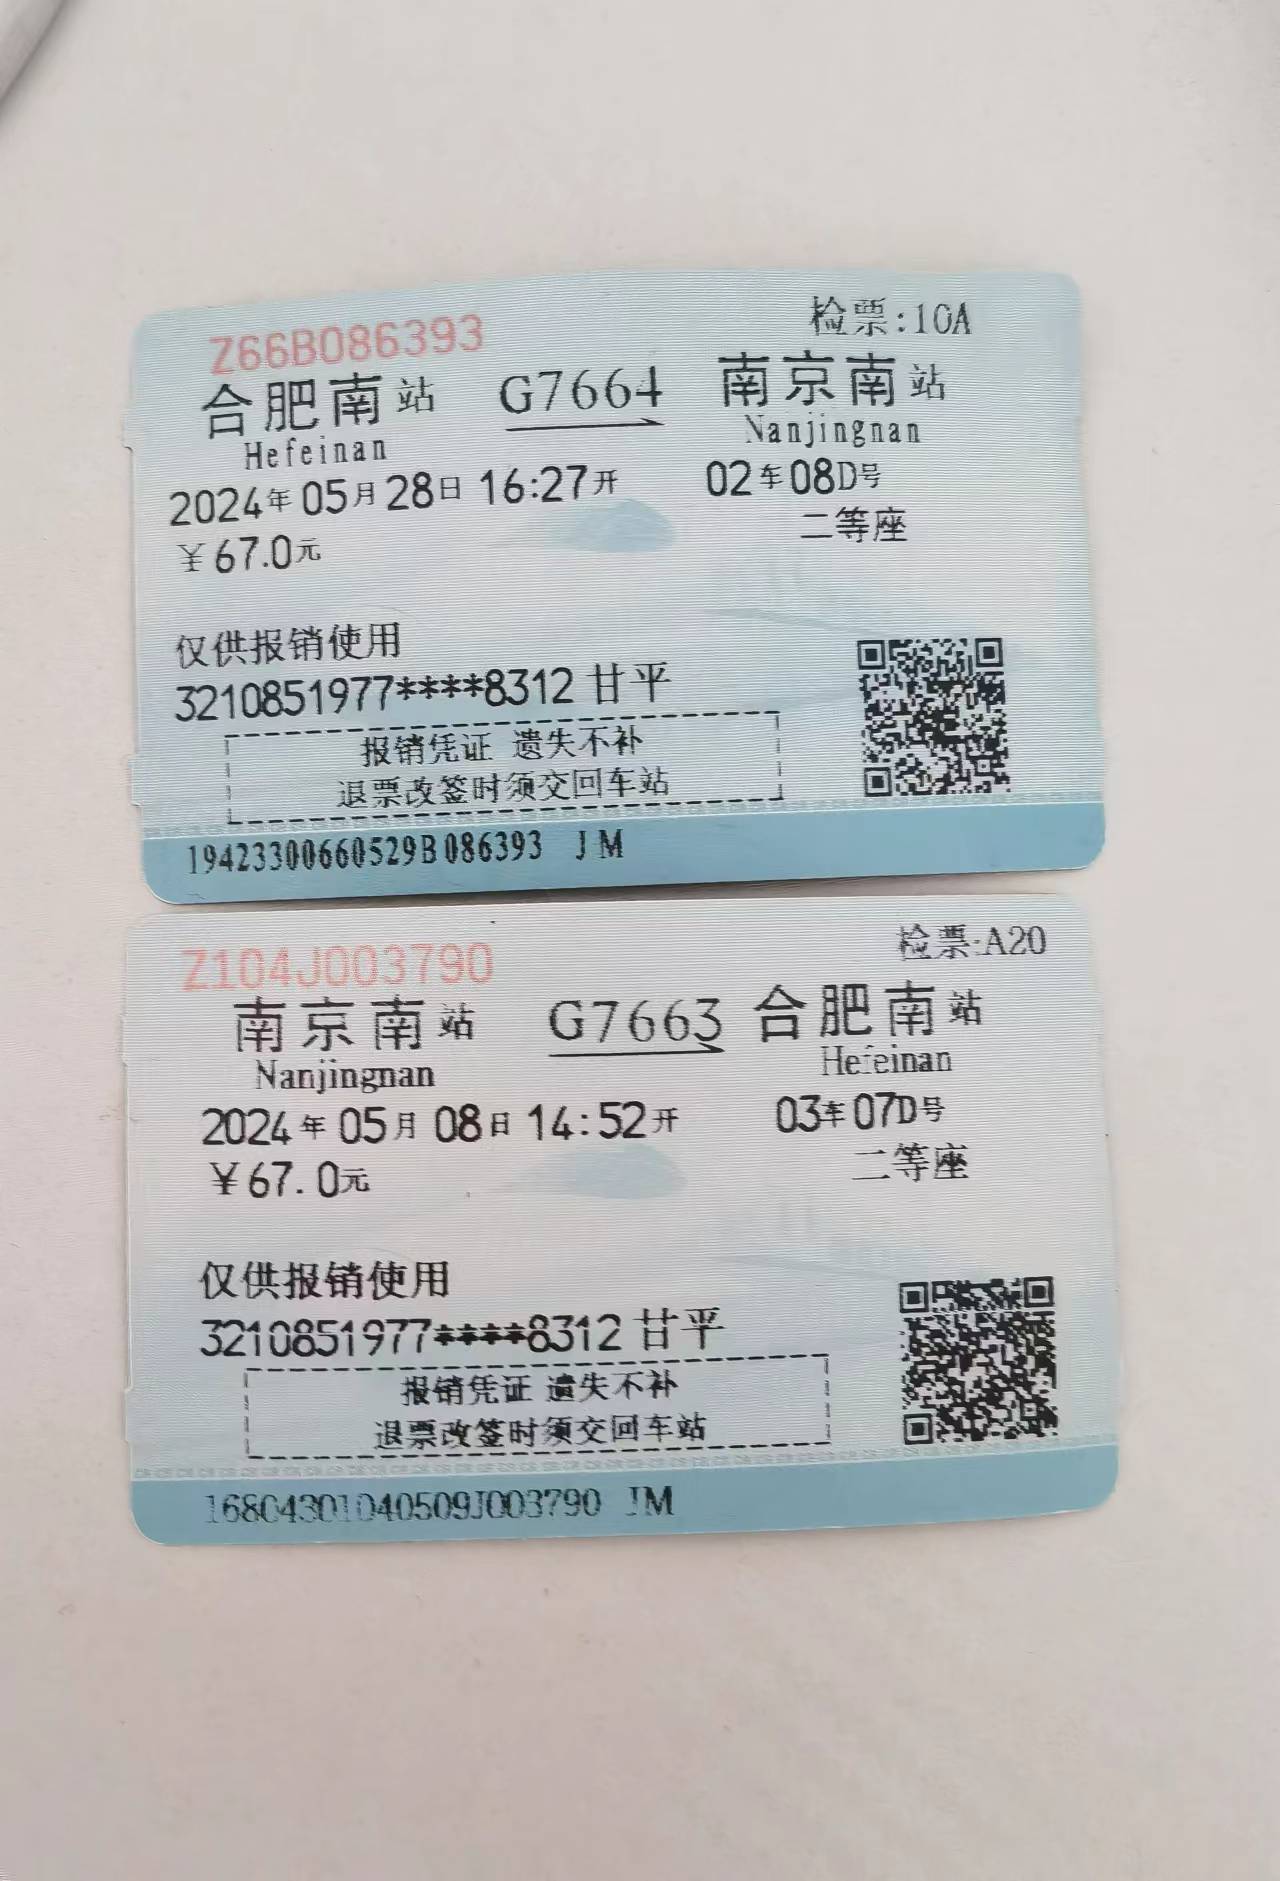 Z66B086393 检票:10A
合肥南站 G7664 南京南站
Hefeinan Nanjingnan
2024年05月28日 16:27开 02车08D号
¥67.0元 二等座
仅供报销使用
3210851977****8312 甘平
报销凭证 遗失不补
退票改签时须交回车站
19423300660529B086393 JM
Z104J003790 检票:A20
南京南站 G7663 合肥南站
Nanjingnan Hefeinan
2024年05月08日 14:52开 03车07D号
¥67.0元 二等座
仅供报销使用
3210851977****8312 甘平
报销凭证 遗失不补
退票改签时须交回车站
16804301040509J003790 JM